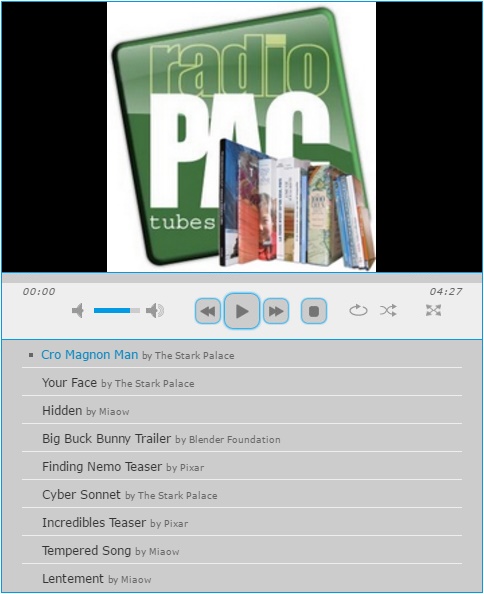 radio
PAC
tubes
00:00
04:27
Cro Magnon Man by The Stark Palace
Your Face by The Stark Palace
Hidden by Miaow
Big Buck Bunny Trailer by Blender Foundation
Finding Nemo Teaser by Pixar
Cyber Sonnet by The Stark Palace
Incredibles Teaser by Pixar
Tempered Song by Miaow
Lentement by Miaow